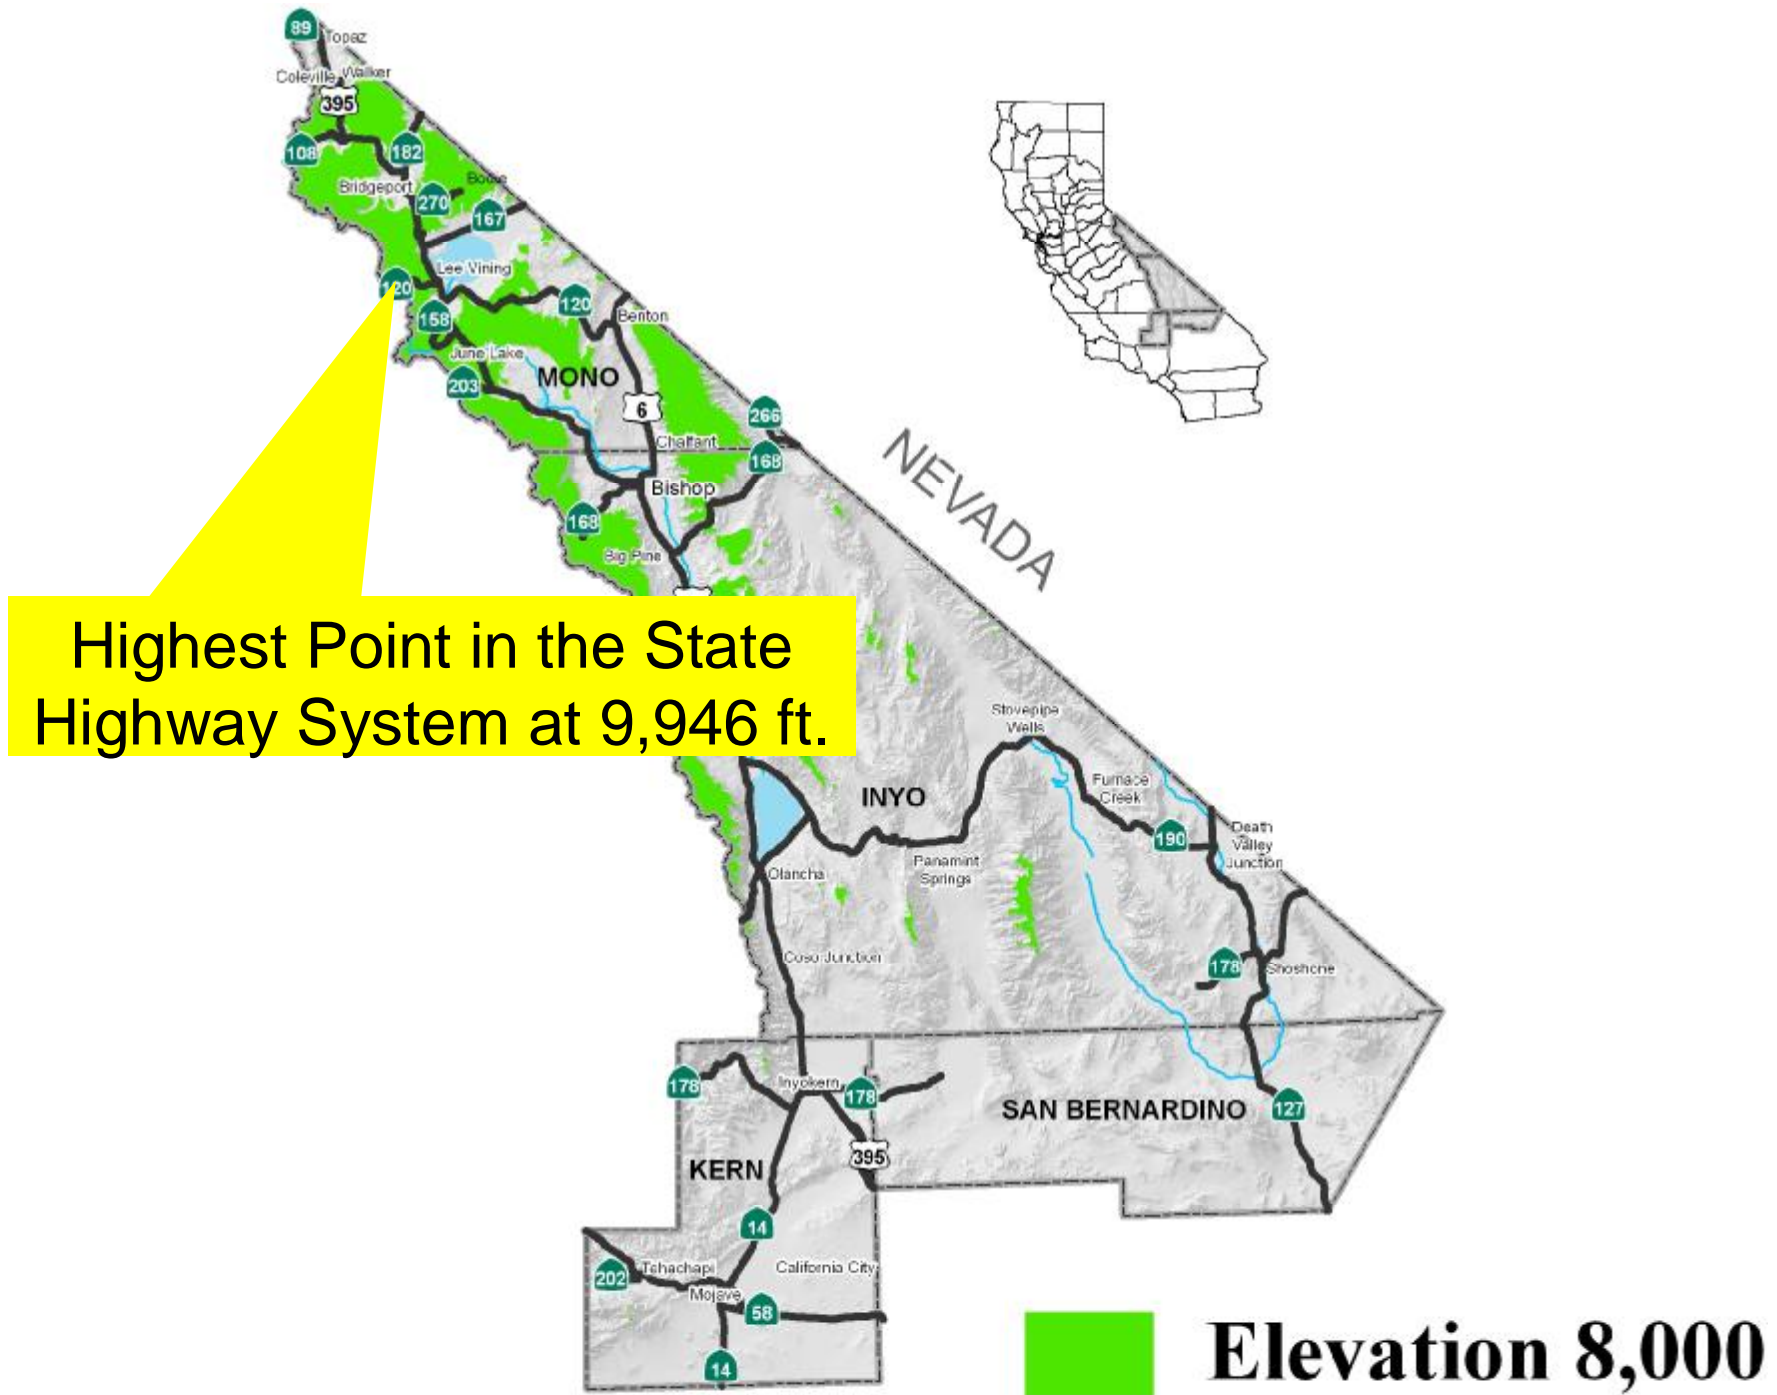 89
Topaz
Coleville
Walker
395
108
182
Bridgeport
270
Bodie
167
Lee Vining
120
158
120
Benton
June Lake
203
MONO
6
266
Chalfant
168
NEVADA
Bishop
168
Big Pine
Highest Point in the State
Highway System at 9,946 ft.
Stovepipe
Wells
INYO
Furnace
Creek
190
Death
Valley
Junction
Panamint
Springs
Olancha
Coso Junction
178
Shoshone
178
Inyokern
178
SAN BERNARDINO
127
395
KERN
14
202
Tehachapi
California City
Mojave
58
14
Elevation 8,000